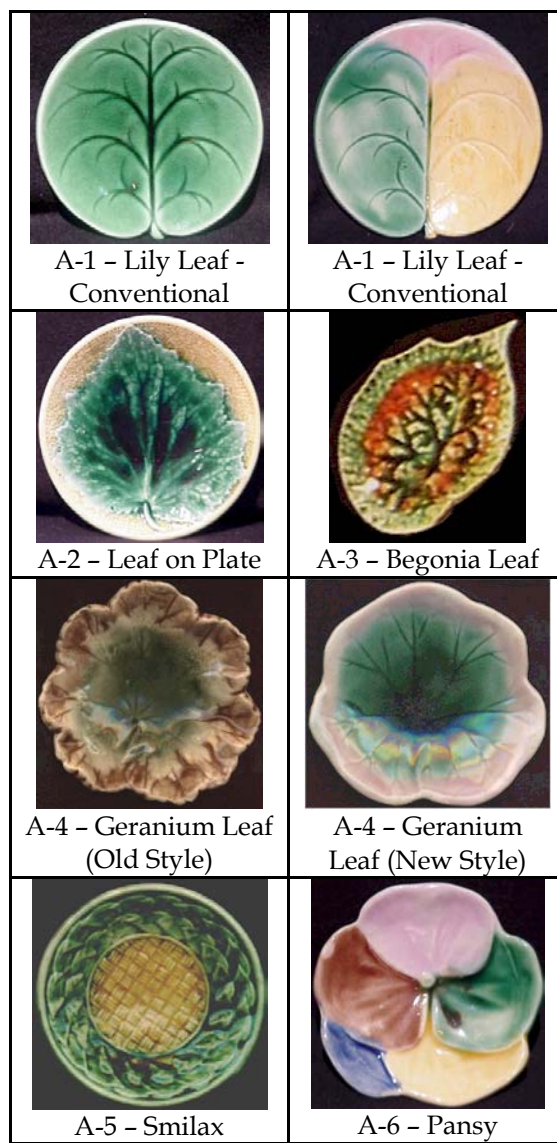 A-1 – Lily Leaf -
Conventional
A-1 – Lily Leaf -
Conventional
A-2 – Leaf on Plate
A-3 – Begonia Leaf
A-4 – Geranium Leaf
(Old Style)
A-4 – Geranium
Leaf (New Style)
A-5 – Smilax
A-6 – Pansy